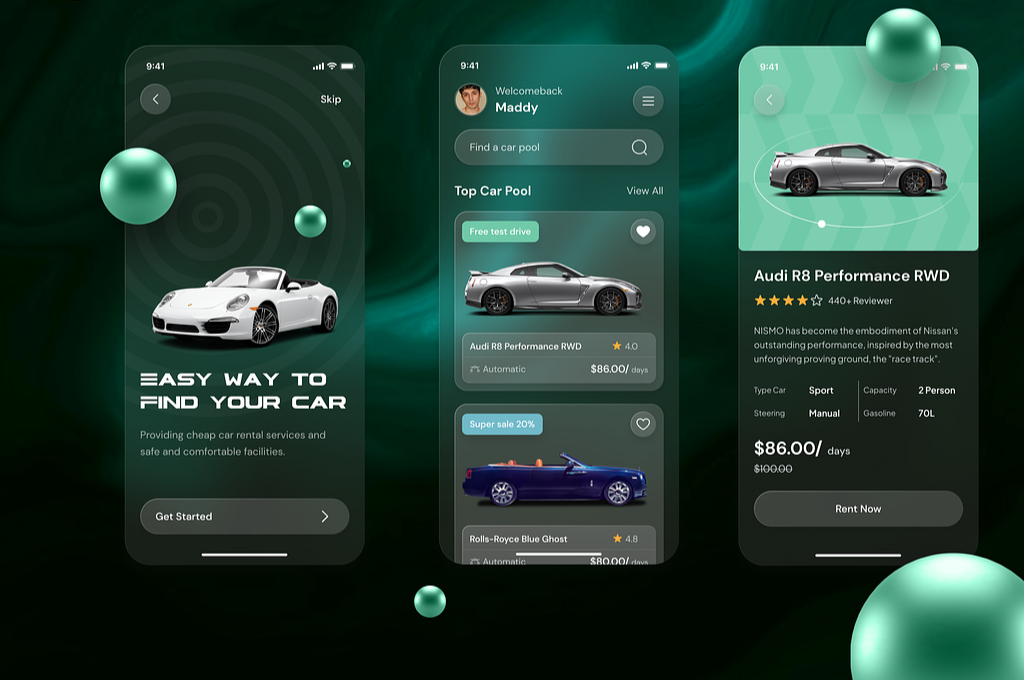 9:41
Skip
EASY WAY TO
FIND YOUR CAR
Providing cheap car rental services and
safe and comfortable facilities.
Get Started
9:41
Welcomeback
Maddy
Find a car pool
Top Car Pool
View All
Free test drive
Audi R8 Performance RWD
4.0
Automatic
$86.00/ days
Super sale 20%
Rolls-Royce Blue Ghost
4.8
Automatic
$80.00/ days
9:41
Audi R8 Performance RWD
440+ Reviewer
NISMO has become the embodiment of Nissan's
outstanding performance, inspired by the most
unforgiving proving ground, the "race track".
Type Car Sport Capacity 2 Person
Steering Manual Gasoline 70L
$86.00/ days
$100.00
Rent Now